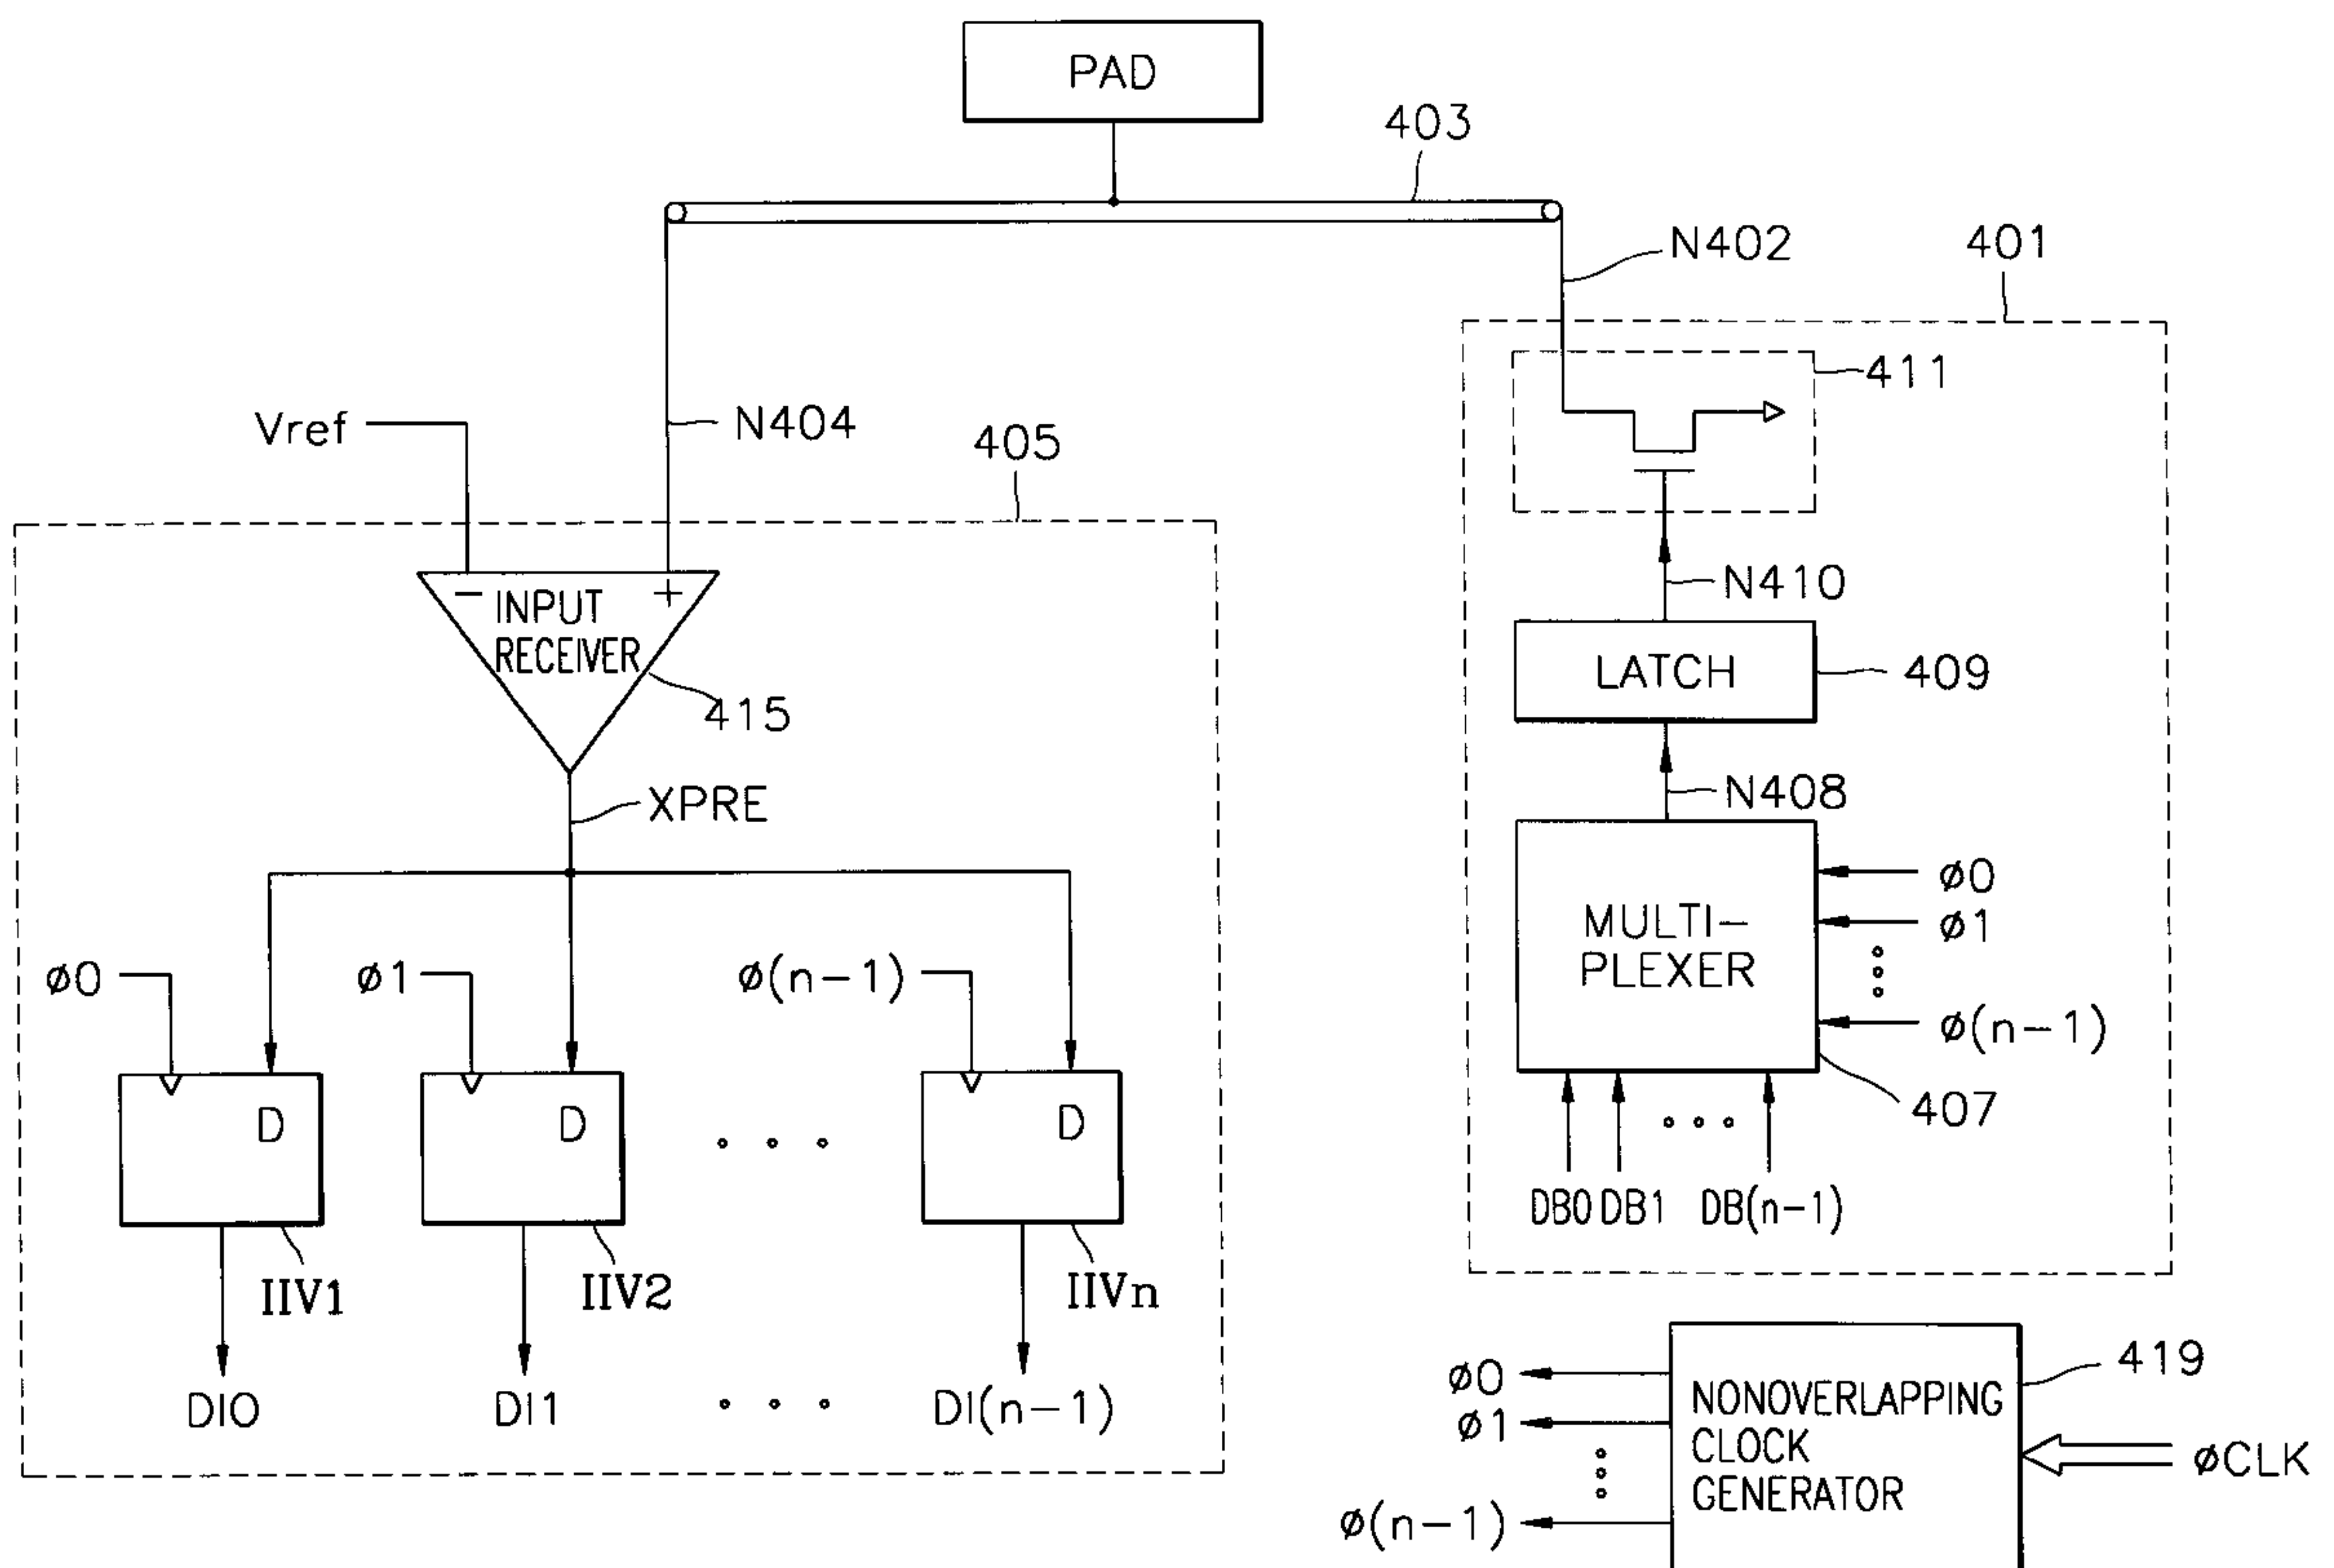 PAD
403
N402
401
411
Vref
N404
405
− INPUT +
RECEIVER
415
N410
LATCH
409
XPRE
N408
ø0
ø1
ø(n−1)
MULTI−
PLEXER
ø0
ø1
ø(n−1)
407
D
D
D
DB0 DB1 DB(n−1)
IIV1
IIV2
IIVn
DI0
DI1
DI(n−1)
ø0
ø1
ø(n−1)
NONOVERLAPPING
CLOCK
GENERATOR
419
øCLK